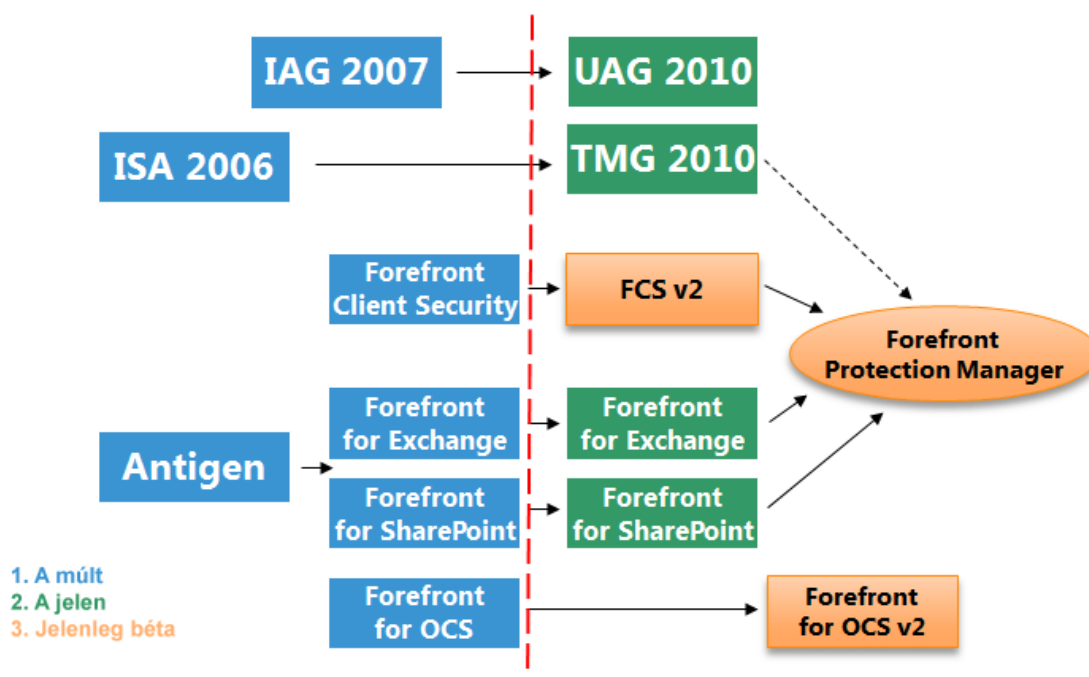 IAG 2007
UAG 2010
ISA 2006
TMG 2010
Forefront
Client Security
FCS v2
Forefront
Protection Manager
Forefront
for Exchange
Forefront
for Exchange
Antigen
Forefront
for SharePoint
Forefront
for SharePoint
1. A múlt
2. A jelen
3. Jelenleg béta
Forefront
for OCS
Forefront
for OCS v2